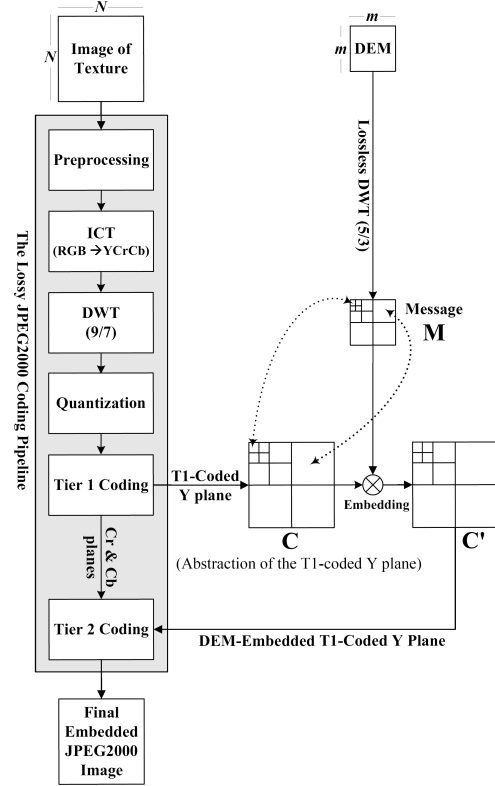 N
N
Image of
Texture
m
m
DEM
The Lossy JPEG2000 Coding Pipeline
Preprocessing
ICT
(RGB →YCrCb)
DWT
(9/7)
Quantization
Tier 1 Coding
Cr & Cb
planes
Tier 2 Coding
Final
Embedded
JPEG2000
Image
Lossless DWT (5/3)
Message
M
T1-Coded
Y plane
Embedding
C
C'
(Abstraction of the T1-coded Y plane)
DEM-Embedded T1-Coded Y Plane